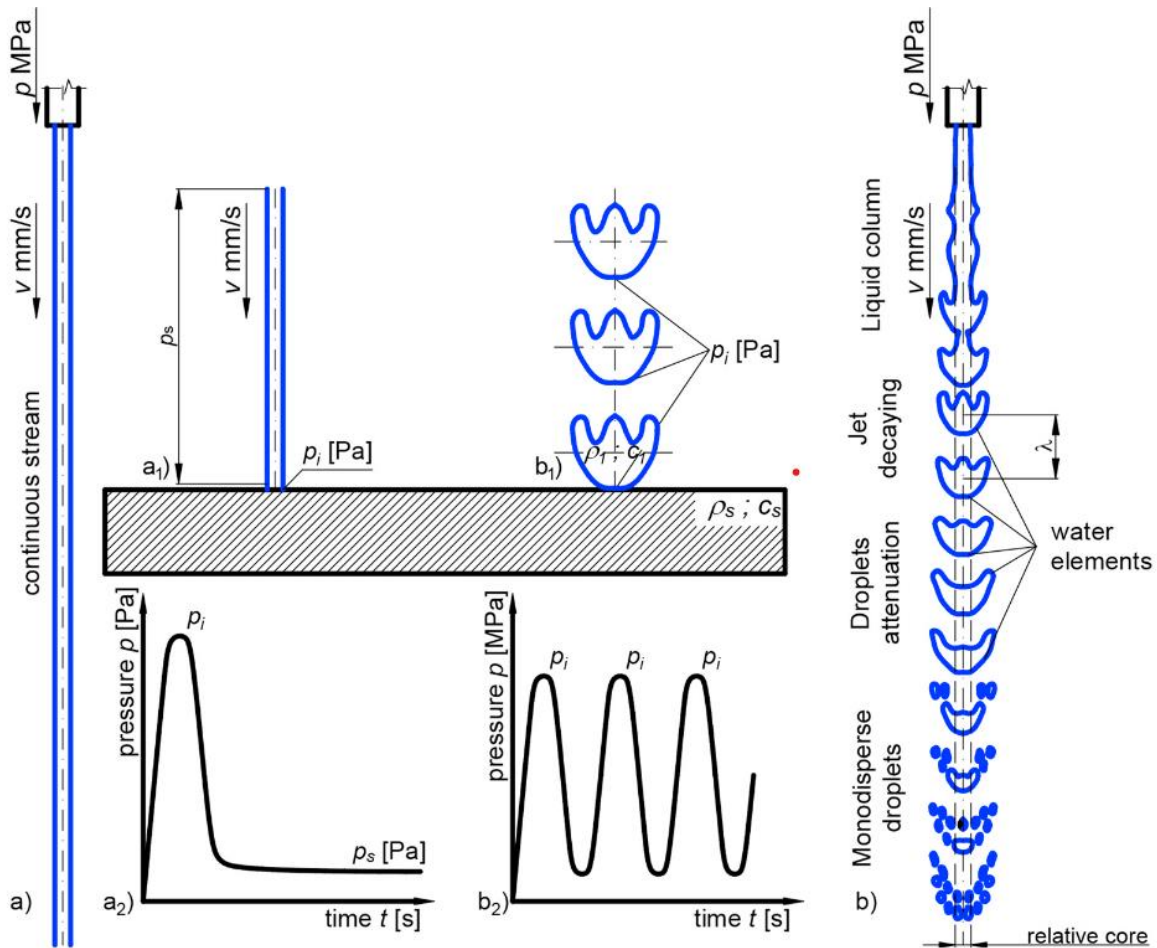 p MPa
v mm/s
continuous stream
a)
p_s
v mm/s
a₁)
p_i [Pa]
b₁)
ρ₁ ; c₁
p_i [Pa]
ρ_s ; c_s
pressure p [Pa]
p_i
p_s [Pa]
a₂)
time t [s]
pressure p [MPa]
p_i
p_i
p_i
b₂)
time t [s]
p MPa
v mm/s
Liquid column
Jet
decaying
λ
Droplets
attenuation
water
elements
Monodisperse
droplets
b)
relative core